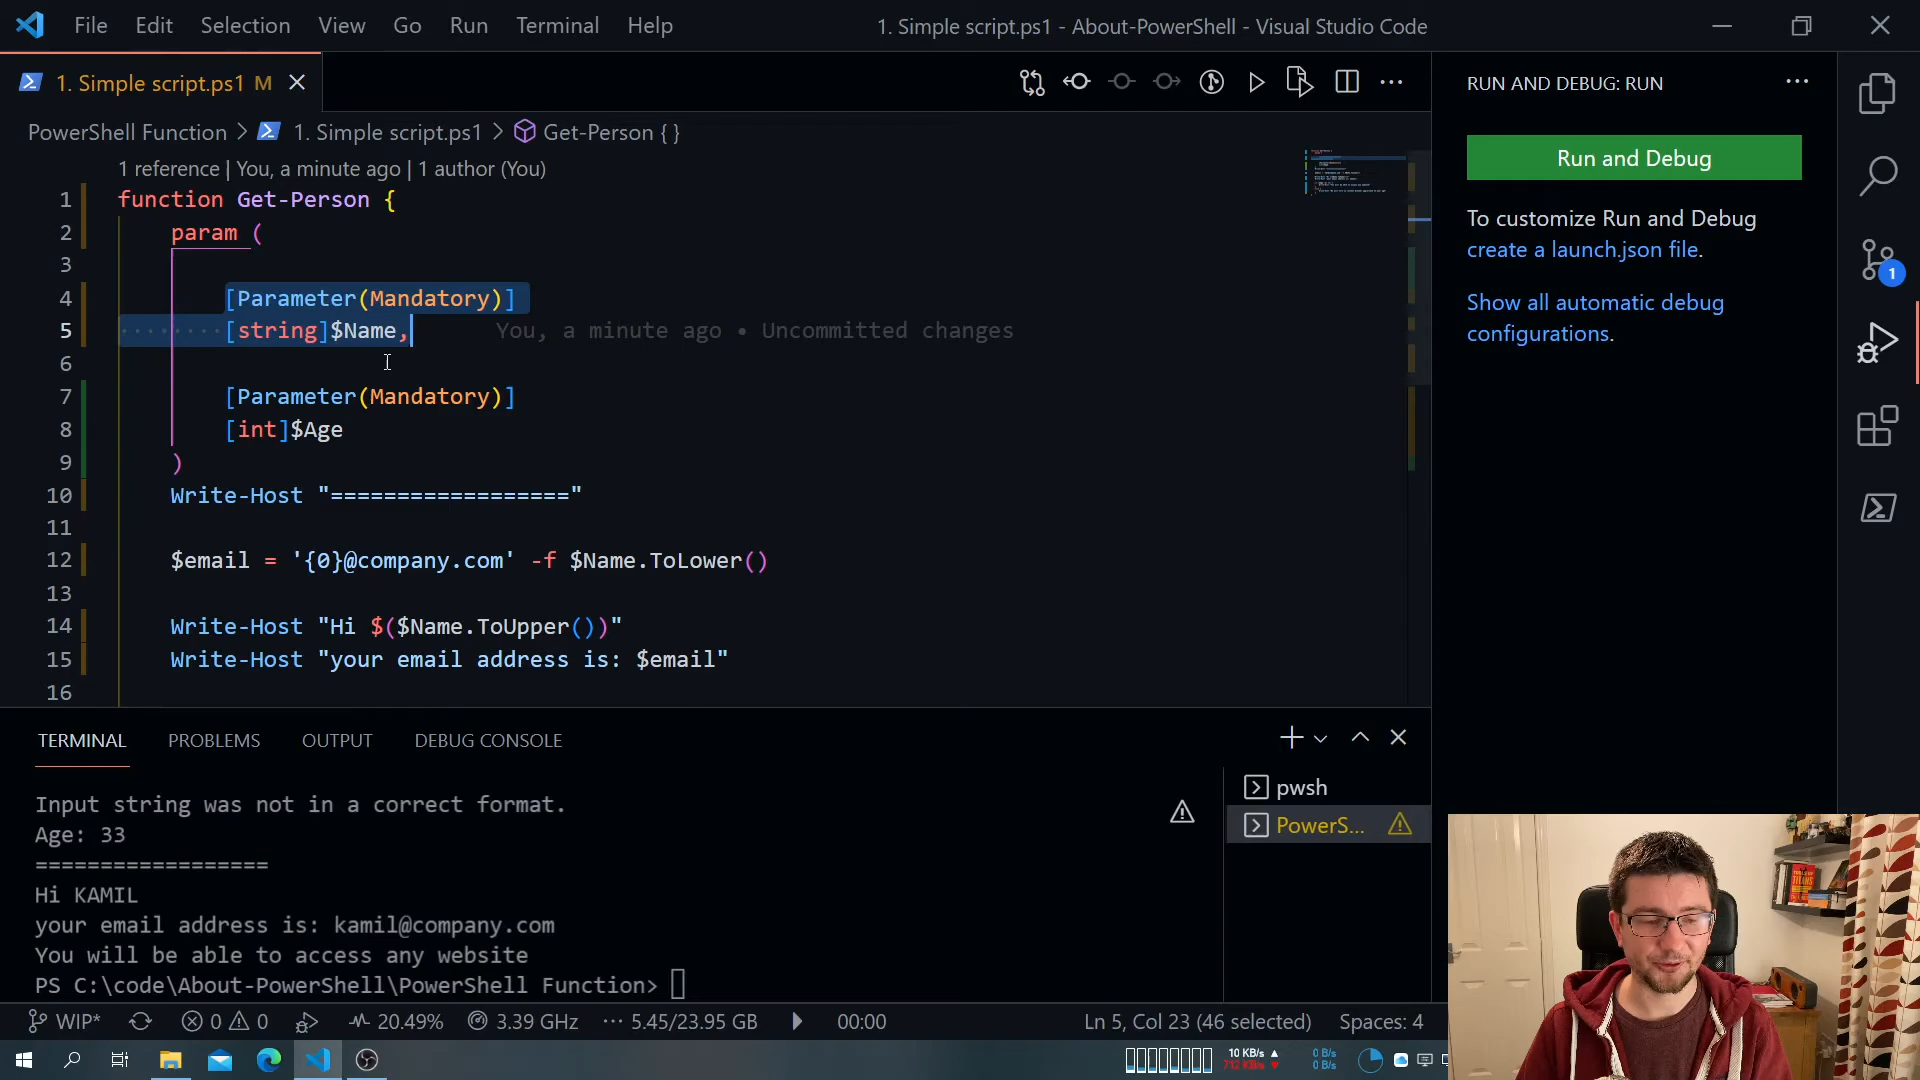 File Edit Selection View Go Run Terminal Help
1. Simple script.ps1 - About-PowerShell - Visual Studio Code
1. Simple script.ps1 M
PowerShell Function > 1. Simple script.ps1 > Get-Person { }
1 reference | You, a minute ago | 1 author (You)
1 function Get-Person {
2 param (
3
4 [Parameter(Mandatory)]
5 [string]$Name, You, a minute ago • Uncommitted changes
6
7 [Parameter(Mandatory)]
8 [int]$Age
9 )
10 Write-Host "=================="
11
12 $email = '{0}@company.com' -f $Name.ToLower()
13
14 Write-Host "Hi $($Name.ToUpper())"
15 Write-Host "your email address is: $email"
16
RUN AND DEBUG: RUN
Run and Debug
To customize Run and Debug
create a launch.json file.
Show all automatic debug
configurations.
1
TERMINAL PROBLEMS OUTPUT DEBUG CONSOLE
Input string was not in a correct format.
Age: 33
==================
Hi KAMIL
your email address is: kamil@company.com
You will be able to access any website
PS C:\code\About-PowerShell\PowerShell Function>
pwsh
PowerS...
WIP* 0 0 20.49% 3.39 GHz 5.45/23.95 GB 00:00 Ln 5, Col 23 (46 selected) Spaces: 4
10 KB/s 0 B/s
712 KB/s 0 B/s